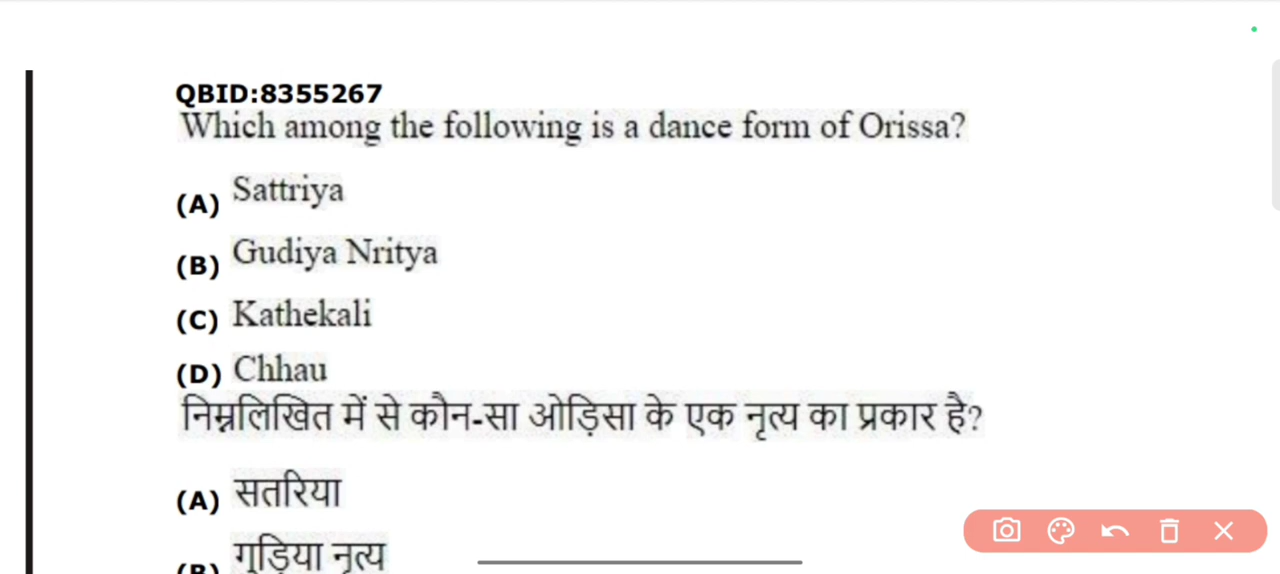 QBID:8355267
Which among the following is a dance form of Orissa?
(A) Sattriya
(B) Gudiya Nritya
(C) Kathekali
(D) Chhau
निम्नलिखित में से कौन-सा ओड़िसा के एक नृत्य का प्रकार है?
(A) सतरिया
(B) गुड़िया नृत्य